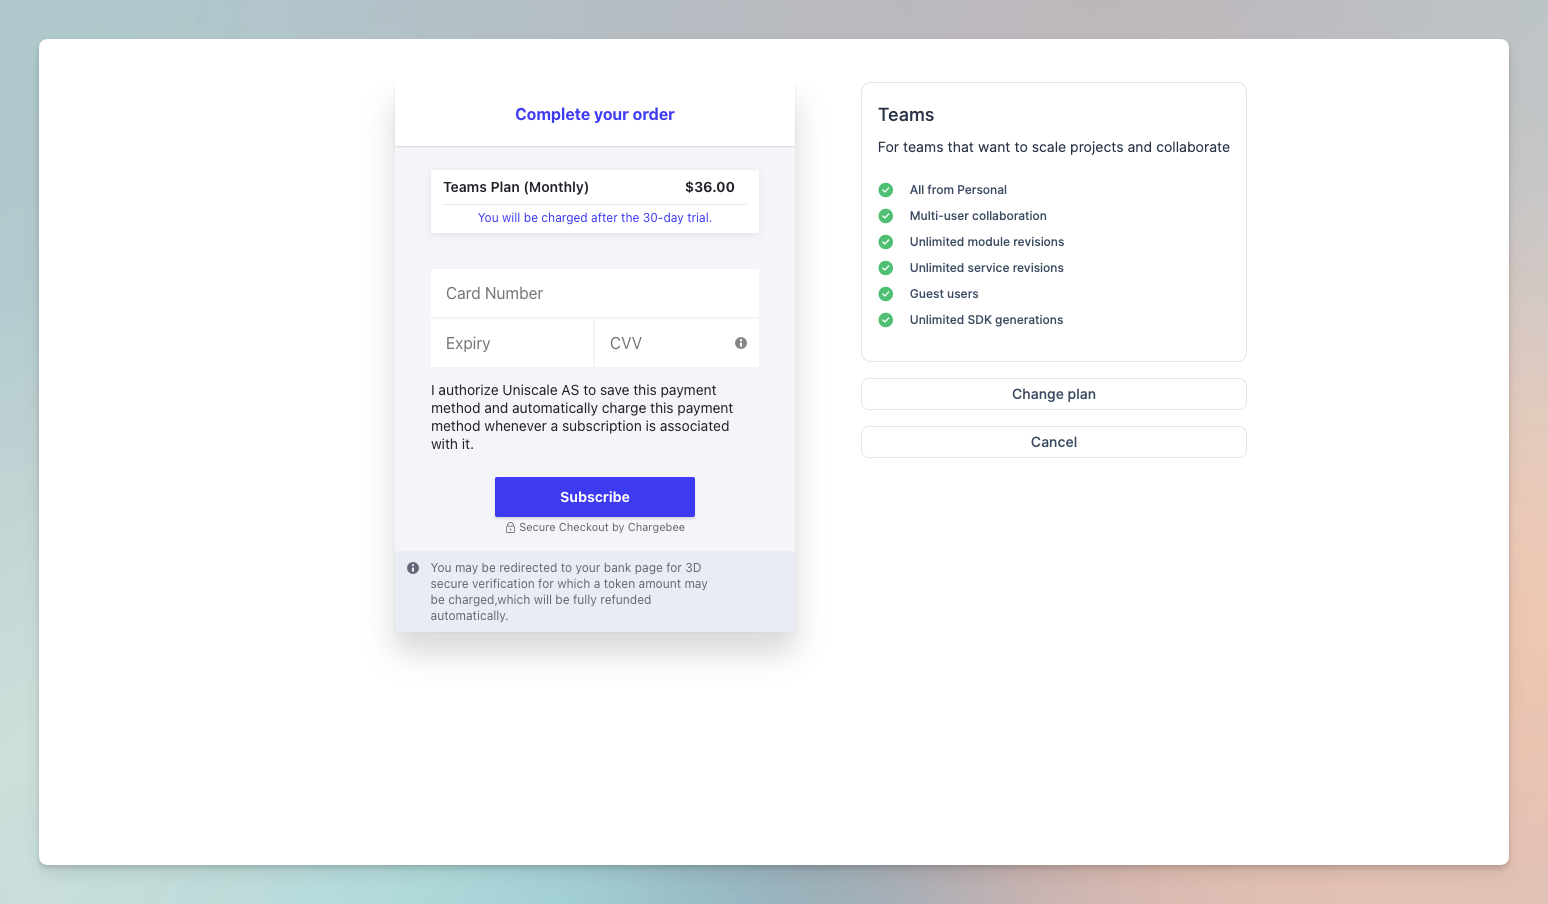 Complete your order
Teams Plan (Monthly) $36.00
You will be charged after the 30-day trial.
Card Number
Expiry CVV
I authorize Uniscale AS to save this payment
method and automatically charge this payment
method whenever a subscription is associated
with it.
Subscribe
Secure Checkout by Chargebee
You may be redirected to your bank page for 3D
secure verification for which a token amount may
be charged,which will be fully refunded
automatically.
Teams
For teams that want to scale projects and collaborate
All from Personal
Multi-user collaboration
Unlimited module revisions
Unlimited service revisions
Guest users
Unlimited SDK generations
Change plan
Cancel